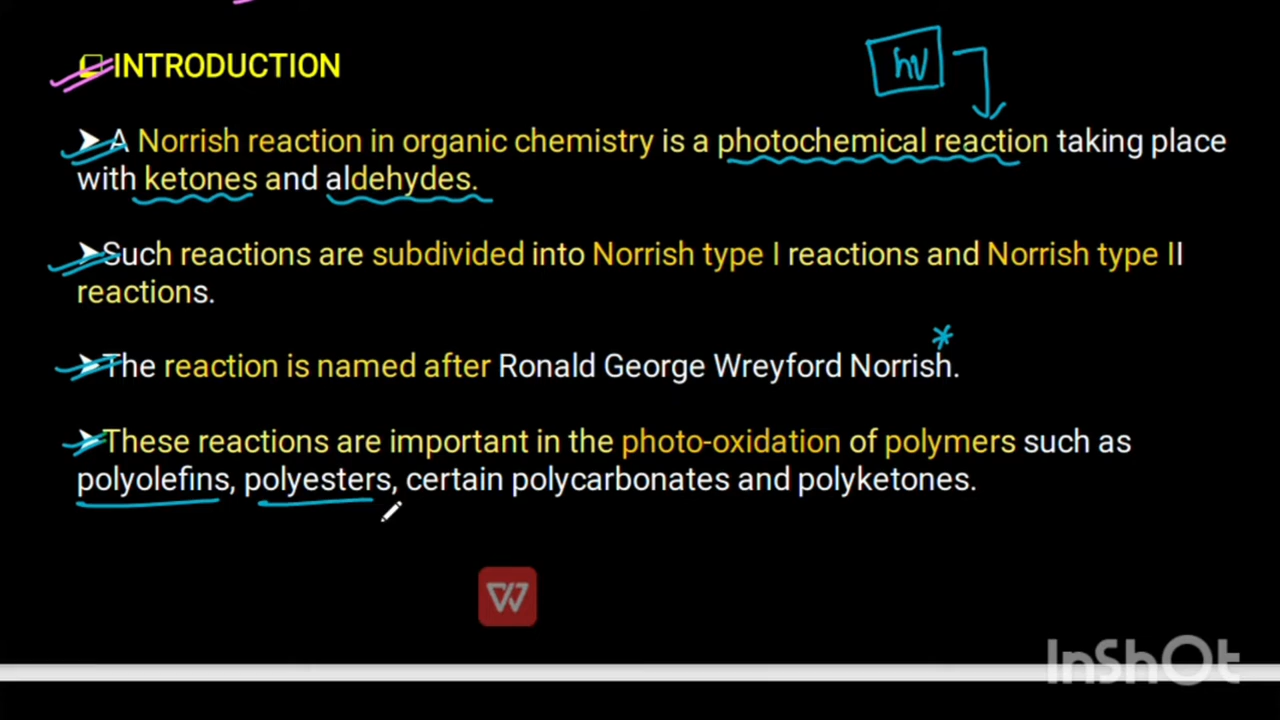 hν
INTRODUCTION
➤ A Norrish reaction in organic chemistry is a photochemical reaction taking place
with ketones and aldehydes.
➤Such reactions are subdivided into Norrish type I reactions and Norrish type II
reactions.
*
➤The reaction is named after Ronald George Wreyford Norrish.
➤These reactions are important in the photo-oxidation of polymers such as
polyolefins, polyesters, certain polycarbonates and polyketones.
W
InShOt